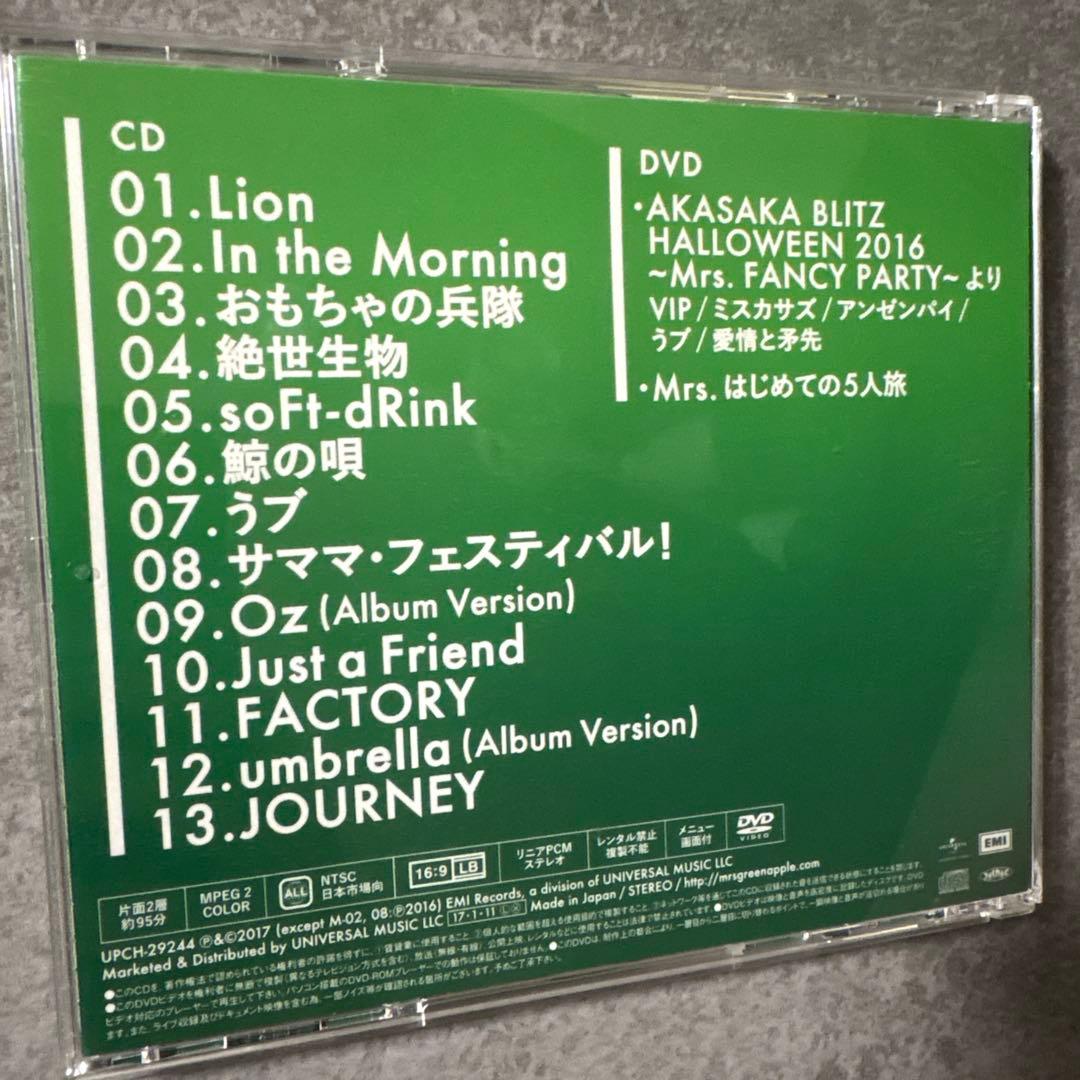 CD
01.Lion
02.In the Morning
03.おもちゃの兵隊
04.絶世生物
05.soFt-dRink
06.鯨の唄
07.うブ
08.サママ・フェスティバル!
09.Oz (Album Version)
10.Just a Friend
11.FACTORY
12.umbrella (Album Version)
13.JOURNEY
DVD
・AKASAKA BLITZ
HALLOWEEN 2016
~Mrs. FANCY PARTY~ より
VIP / ミスカサズ / アンゼンパイ /
うブ / 愛情と矛先
・Mrs. はじめての5人旅
片面2層
約95分
MPEG 2
COLOR
ALL
NTSC
日本市場向
16:9 LB
リニアPCM
ステレオ
レンタル禁止
複製不能
メニュー
画面付
DVD
VIDEO
EMI
UPCH-29244 ℗&©2017 (except M-02, 08:℗2016) EMI Records, a division of UNIVERSAL MUSIC LLC
Marketed & Distributed by UNIVERSAL MUSIC LLC 17·1·11 Made in Japan / STEREO / http://mrsgreenapple.com